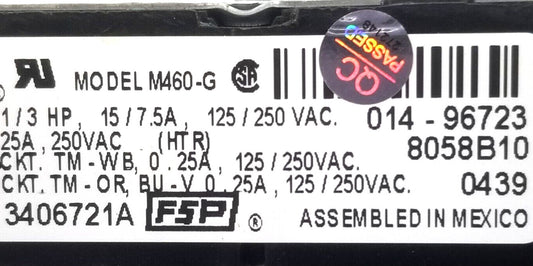 MODEL M460-G
QC PASSED
1/3 HP, 15/7.5A, 125/250 VAC. 014-96723
25A, 250VAC (HTR) 8058B10
CKT. TM-WB, 0.25A, 125/250VAC.
CKT. TM-OR, BU-V 0.25A, 125/250VAC. 0439
3406721A FSP ® ASSEMBLED IN MEXICO